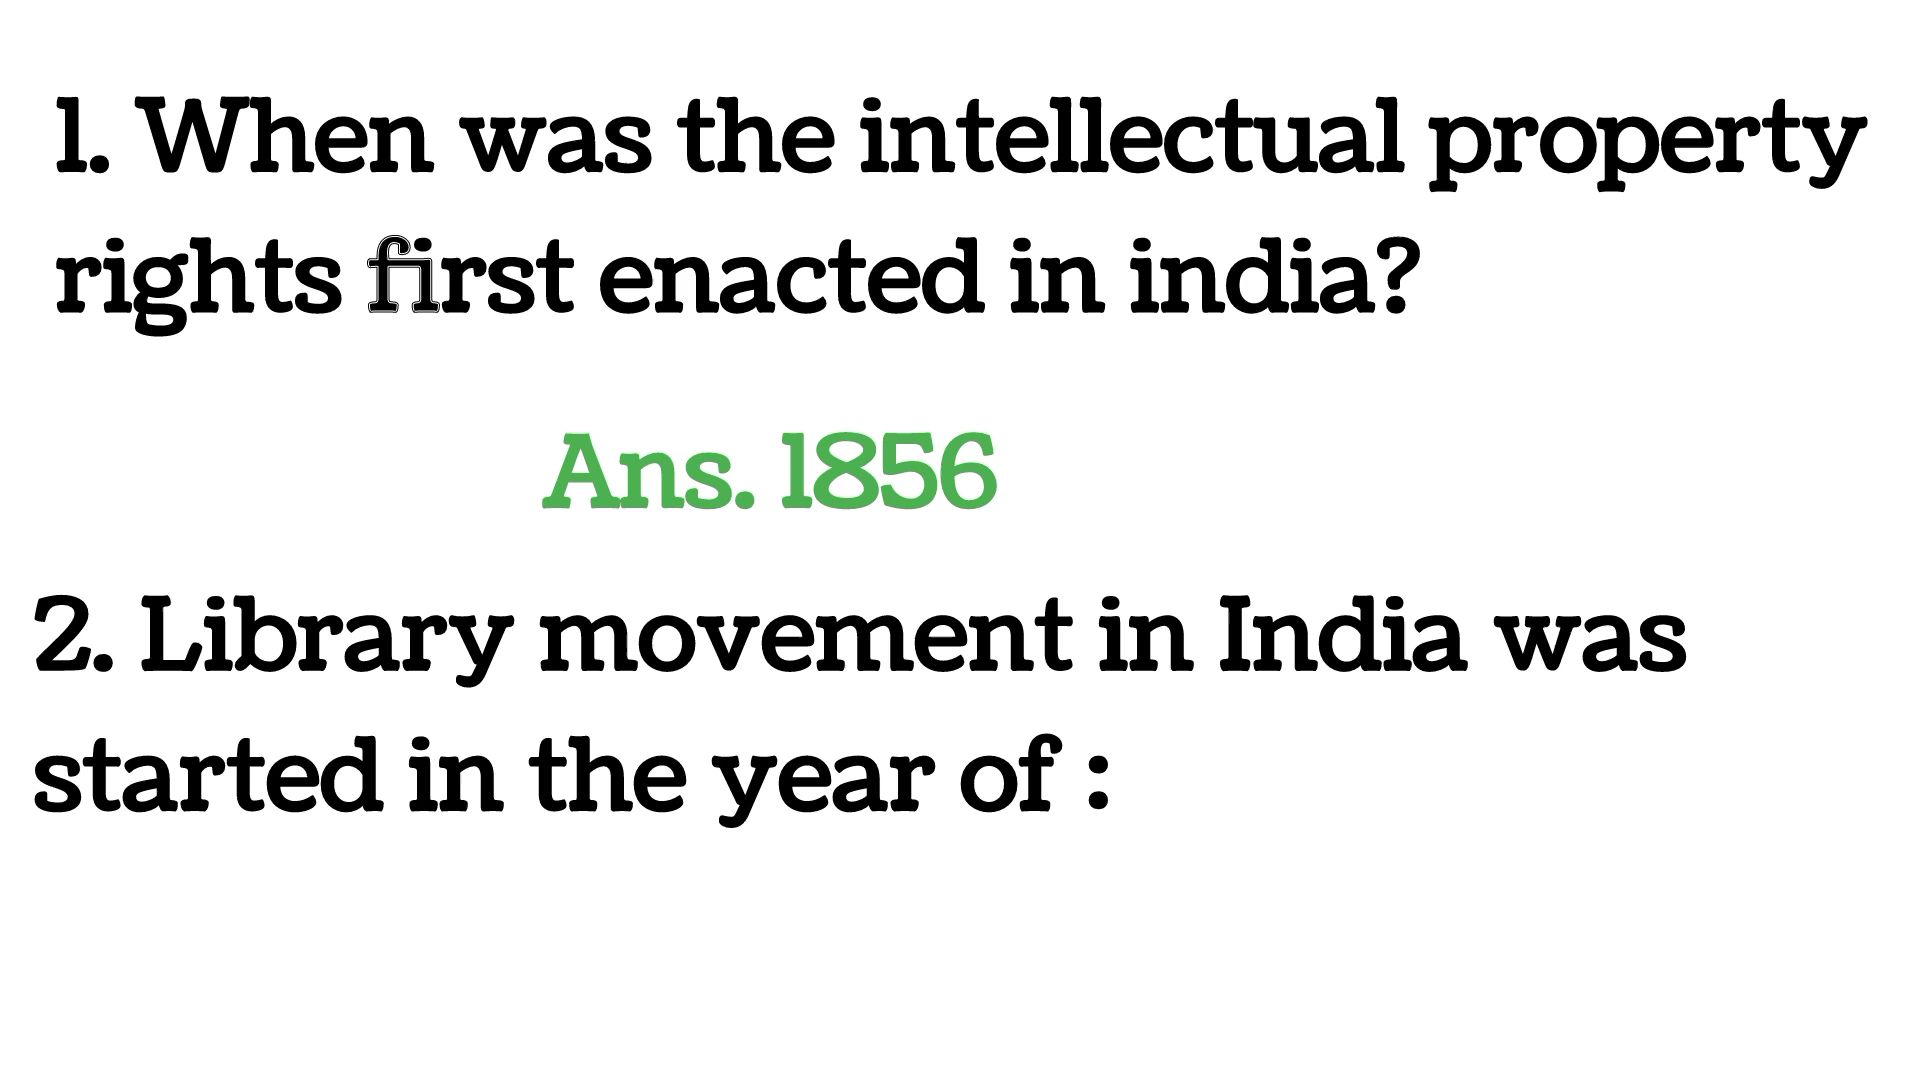 1. When was the intellectual property
rights first enacted in india?
Ans. 1856
2. Library movement in India was
started in the year of :